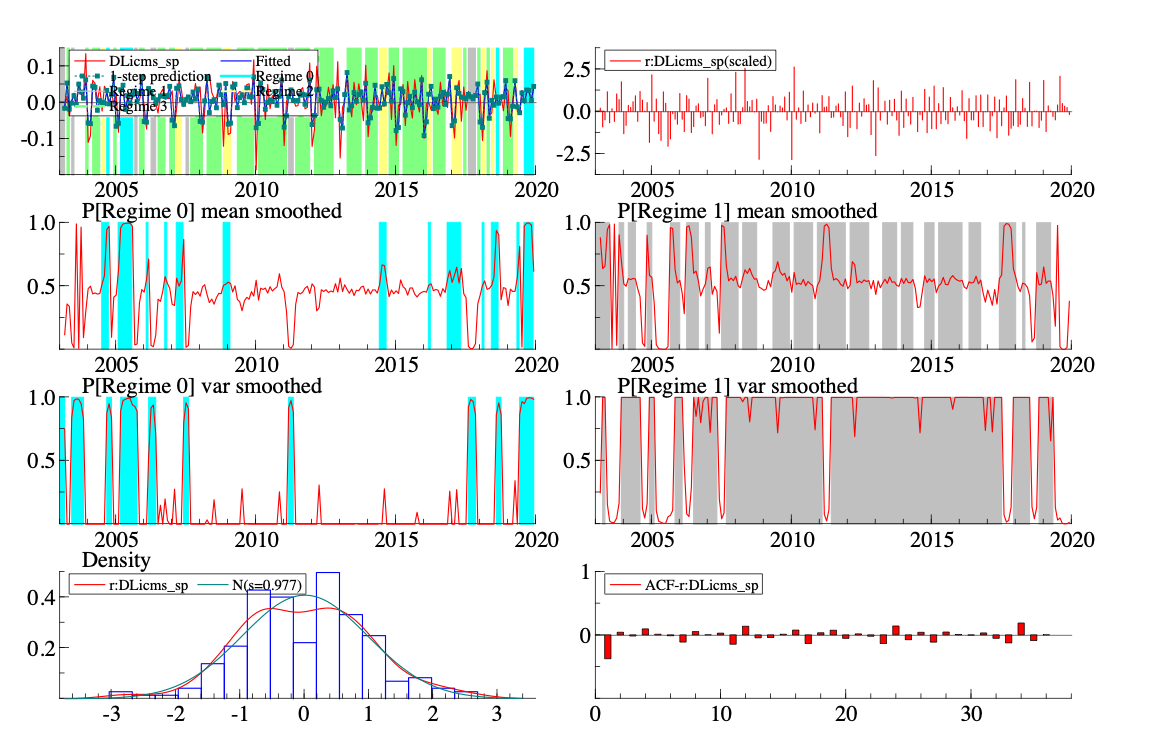 DLicms_sp Fitted
1-step prediction Regime 0
Regime 1 Regime 2
Regime 3
0.1
0.0
-0.1
2005 2010 2015 2020
r:DLicms_sp(scaled)
2.5
0.0
-2.5
2005 2010 2015 2020
P[Regime 0] mean smoothed
1.0
0.5
2005 2010 2015 2020
P[Regime 1] mean smoothed
1.0
0.5
2005 2010 2015 2020
P[Regime 0] var smoothed
1.0
0.5
2005 2010 2015 2020
P[Regime 1] var smoothed
1.0
0.5
2005 2010 2015 2020
Density
r:DLicms_sp N(s=0.977)
0.4
0.2
-3 -2 -1 0 1 2 3
ACF-r:DLicms_sp
1
0
0 10 20 30